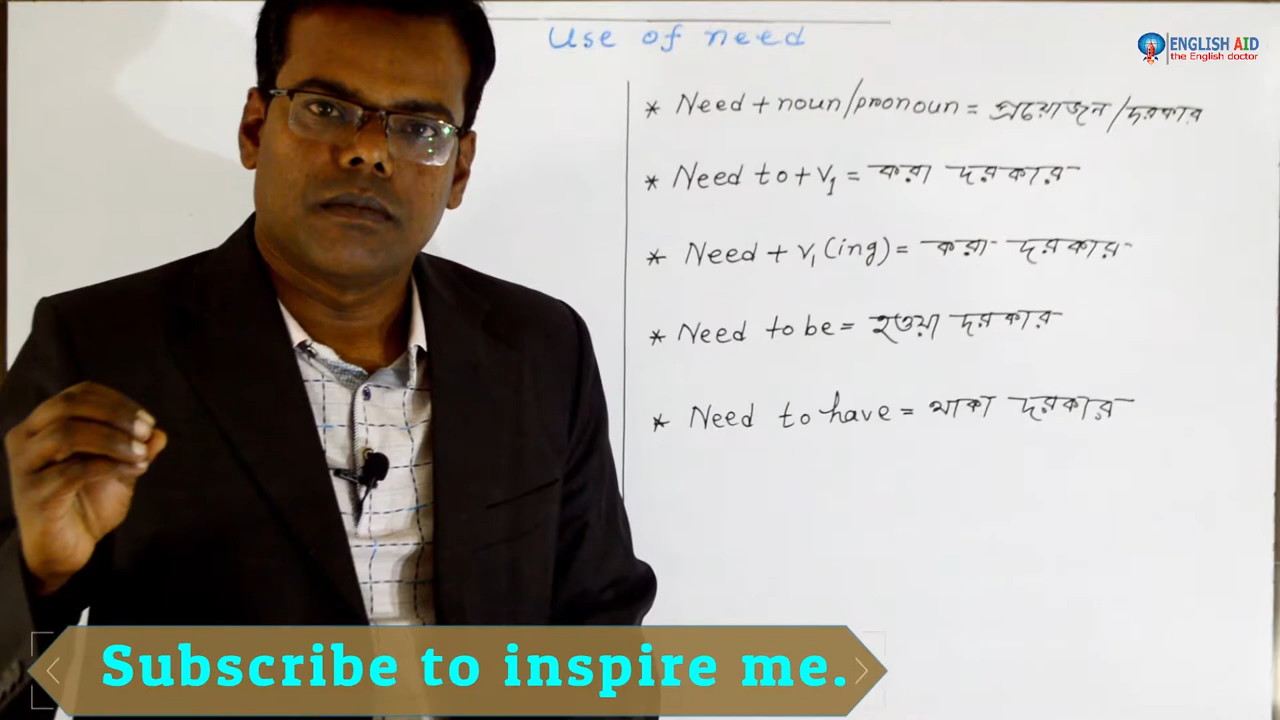 Use of need
ENGLISH AID
the English doctor
* Need + noun/pronoun = প্রয়োজন/দরকার
* Need to + V1 = করা দরকার
* Need + V1 (ing) = করা দরকার
* Need to be = হওয়া দরকার
* Need to have = থাকা দরকার
Subscribe to inspire me.